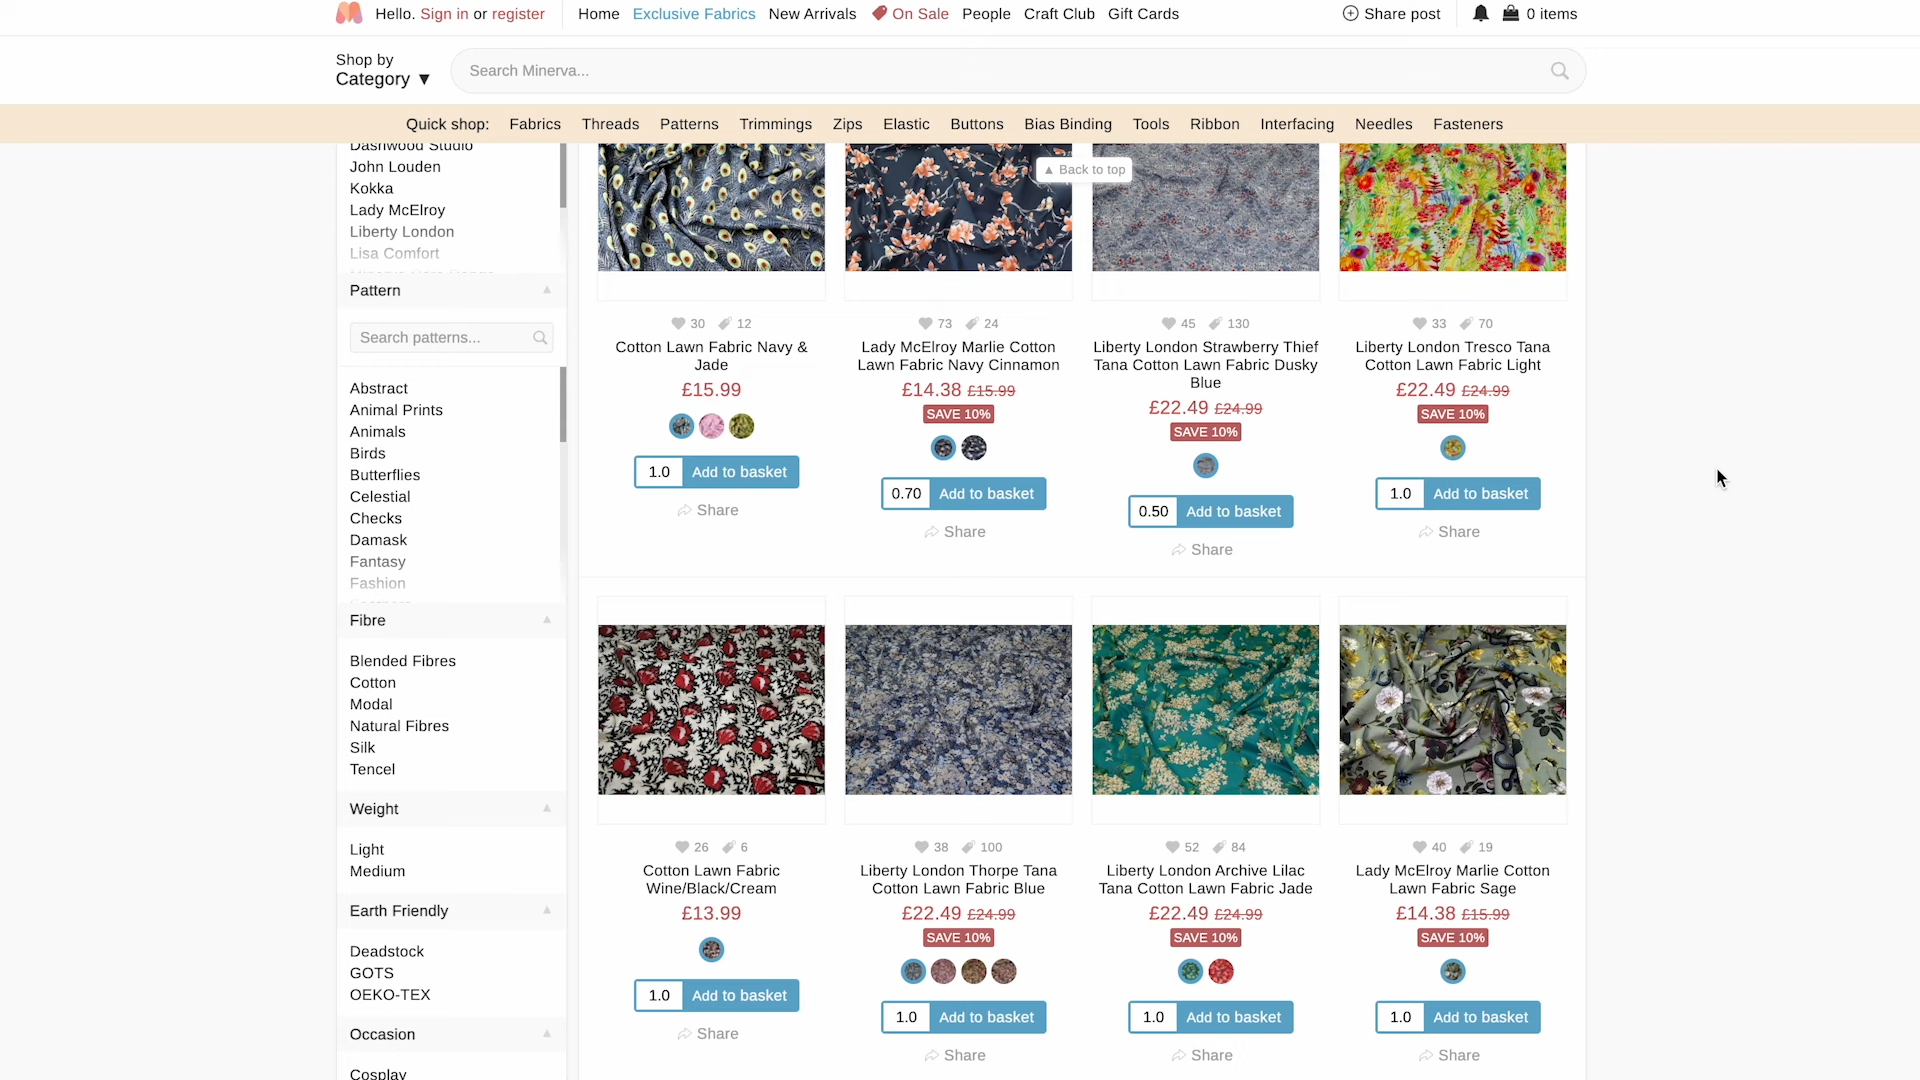 Hello. Sign in or register
Home
Exclusive Fabrics
New Arrivals
On Sale
People
Craft Club
Gift Cards
Share post
0 items
Shop by
Category ▼
Search Minerva...
Quick shop:
Fabrics
Threads
Patterns
Trimmings
Zips
Elastic
Buttons
Bias Binding
Tools
Ribbon
Interfacing
Needles
Fasteners
▲ Back to top
Dashwood Studio
John Louden
Kokka
Lady McElroy
Liberty London
Lisa Comfort
Pattern
Search patterns...
Abstract
Animal Prints
Animals
Birds
Butterflies
Celestial
Checks
Damask
Fantasy
Fashion
Fibre
Blended Fibres
Cotton
Modal
Natural Fibres
Silk
Tencel
Weight
Light
Medium
Earth Friendly
Deadstock
GOTS
OEKO-TEX
Occasion
Cosplay
30 12
Cotton Lawn Fabric Navy &
Jade
£15.99
1.0 Add to basket
Share
73 24
Lady McElroy Marlie Cotton
Lawn Fabric Navy Cinnamon
£14.38 £15.99
SAVE 10%
0.70 Add to basket
Share
45 130
Liberty London Strawberry Thief
Tana Cotton Lawn Fabric Dusky
Blue
£22.49 £24.99
SAVE 10%
0.50 Add to basket
Share
33 70
Liberty London Tresco Tana
Cotton Lawn Fabric Light
£22.49 £24.99
SAVE 10%
1.0 Add to basket
Share
26 6
Cotton Lawn Fabric
Wine/Black/Cream
£13.99
1.0 Add to basket
Share
38 100
Liberty London Thorpe Tana
Cotton Lawn Fabric Blue
£22.49 £24.99
SAVE 10%
1.0 Add to basket
Share
52 84
Liberty London Archive Lilac
Tana Cotton Lawn Fabric Jade
£22.49 £24.99
SAVE 10%
1.0 Add to basket
Share
40 19
Lady McElroy Marlie Cotton
Lawn Fabric Sage
£14.38 £15.99
SAVE 10%
1.0 Add to basket
Share